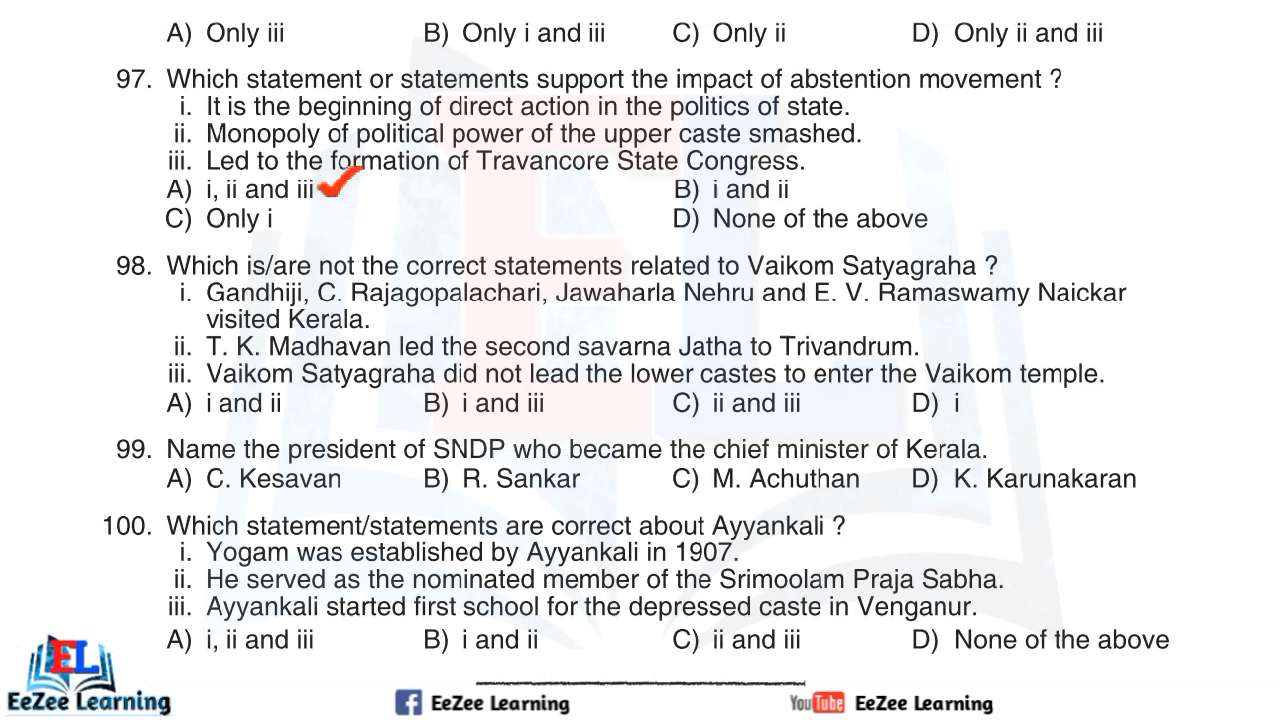 A) Only iii B) Only i and iii C) Only ii D) Only ii and iii
97. Which statement or statements support the impact of abstention movement ?
i. It is the beginning of direct action in the politics of state.
ii. Monopoly of political power of the upper caste smashed.
iii. Led to the formation of Travancore State Congress.
A) i, ii and iii B) i and ii
C) Only i D) None of the above
98. Which is/are not the correct statements related to Vaikom Satyagraha ?
i. Gandhiji, C. Rajagopalachari, Jawaharla Nehru and E. V. Ramaswamy Naickar
visited Kerala.
ii. T. K. Madhavan led the second savarna Jatha to Trivandrum.
iii. Vaikom Satyagraha did not lead the lower castes to enter the Vaikom temple.
A) i and ii B) i and iii C) ii and iii D) i
99. Name the president of SNDP who became the chief minister of Kerala.
A) C. Kesavan B) R. Sankar C) M. Achuthan D) K. Karunakaran
100. Which statement/statements are correct about Ayyankali ?
i. Yogam was established by Ayyankali in 1907.
ii. He served as the nominated member of the Srimoolam Praja Sabha.
iii. Ayyankali started first school for the depressed caste in Venganur.
A) i, ii and iii B) i and ii C) ii and iii D) None of the above
EL
EeZee Learning f EeZee Learning YouTube EeZee Learning